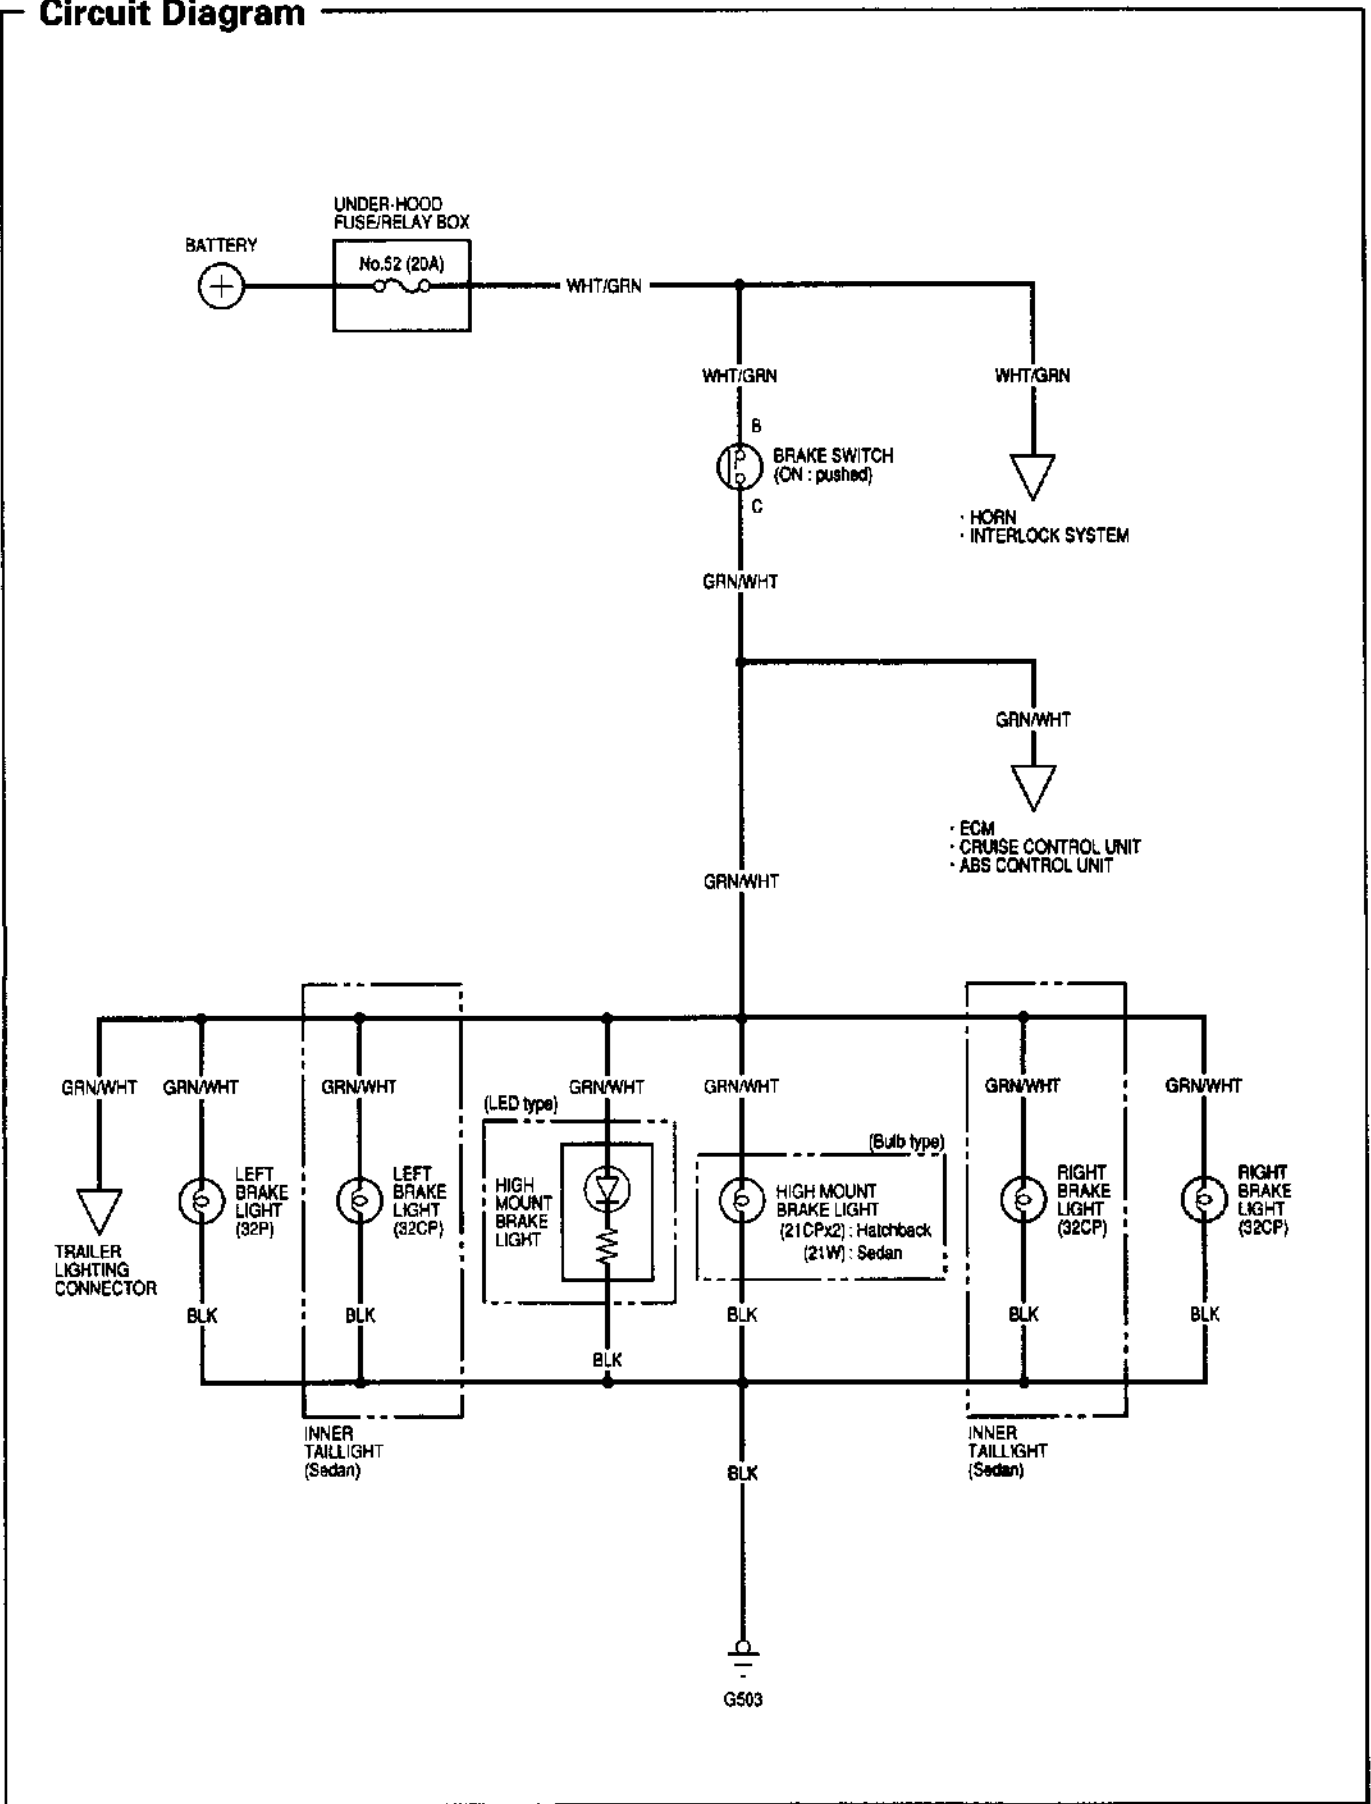 Circuit Diagram
UNDER-HOOD
FUSE/RELAY BOX
BATTERY
No.52 (20A)
WHT/GRN
WHT/GRN
WHT/GRN
B
BRAKE SWITCH
(ON : pushed)
C
· HORN
· INTERLOCK SYSTEM
GRN/WHT
GRN/WHT
· ECM
· CRUISE CONTROL UNIT
· ABS CONTROL UNIT
GRN/WHT
GRN/WHT
GRN/WHT
GRN/WHT
GRN/WHT
GRN/WHT
GRN/WHT
GRN/WHT
(LED type)
(Bulb type)
LEFT
BRAKE
LIGHT
(32P)
LEFT
BRAKE
LIGHT
(32CP)
HIGH
MOUNT
BRAKE
LIGHT
HIGH MOUNT
BRAKE LIGHT
(21CPx2) : Hatchback
(21W) : Sedan
RIGHT
BRAKE
LIGHT
(32CP)
RIGHT
BRAKE
LIGHT
(32CP)
TRAILER
LIGHTING
CONNECTOR
BLK
BLK
BLK
BLK
BLK
BLK
INNER
TAILLIGHT
(Sedan)
INNER
TAILLIGHT
(Sedan)
BLK
G503